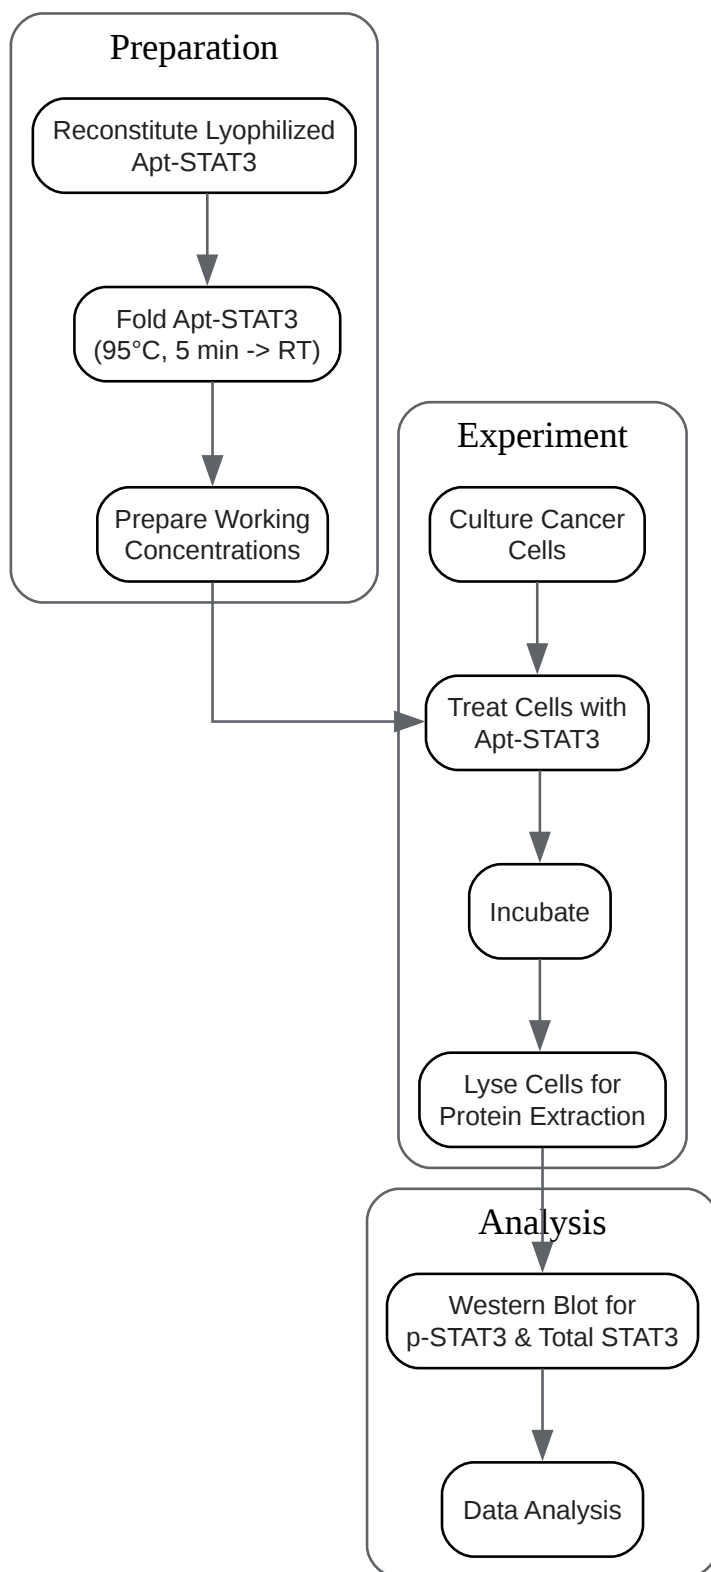 Preparation
Reconstitute Lyophilized
Apt-STAT3
Fold Apt-STAT3
(95°C, 5 min -> RT)
Prepare Working
Concentrations
Experiment
Culture Cancer
Cells
Treat Cells with
Apt-STAT3
Incubate
Lyse Cells for
Protein Extraction
Analysis
Western Blot for
p-STAT3 & Total STAT3
Data Analysis